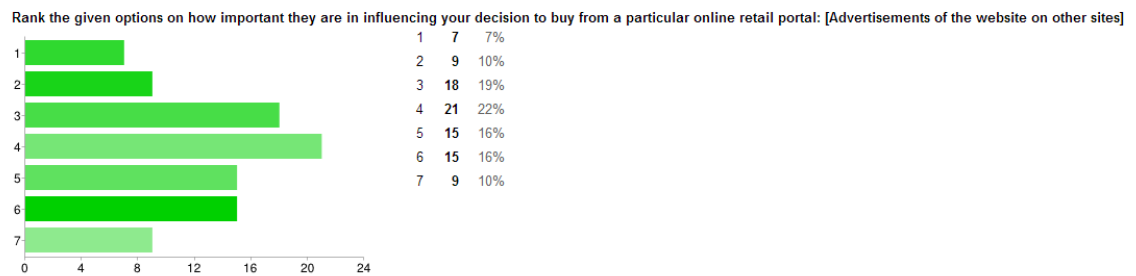 Rank the given options on how important they are in influencing your decision to buy from a particular online retail portal: [Advertisements of the website on other sites]
1 7 7%
2 9 10%
3 18 19%
4 21 22%
5 15 16%
6 15 16%
7 9 10%
1
2
3
4
5
6
7
0 4 8 12 16 20 24